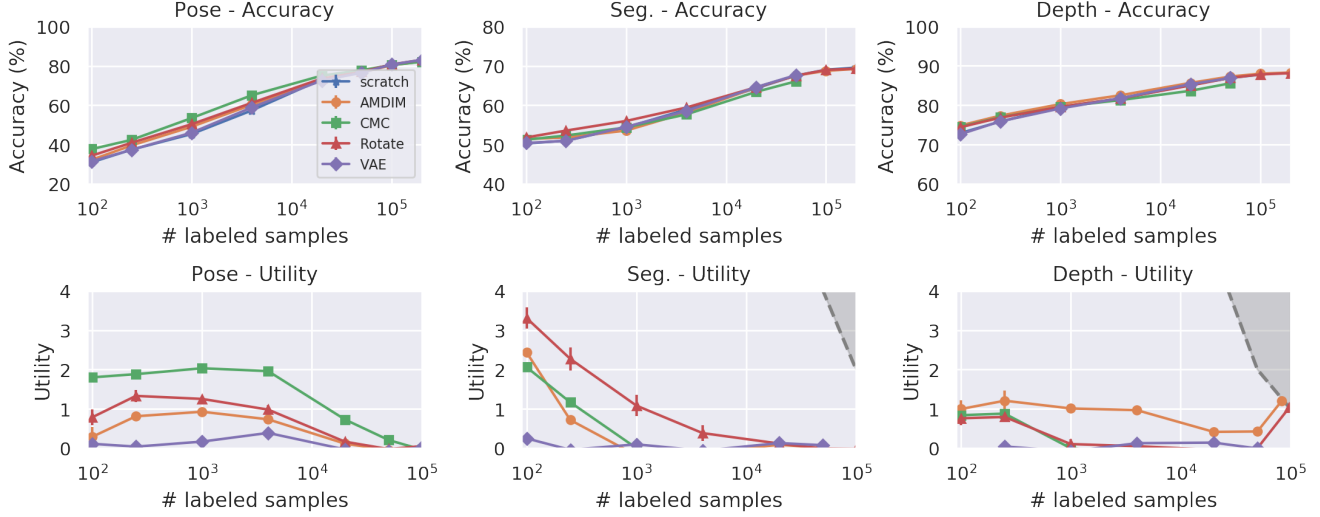 Pose - Accuracy
Accuracy (%)
100
80
60
40
20
10²
10³
10⁴
10⁵
# labeled samples
scratch
AMDIM
CMC
Rotate
VAE
Seg. - Accuracy
Accuracy (%)
80
70
60
50
40
10²
10³
10⁴
10⁵
# labeled samples
Depth - Accuracy
Accuracy (%)
100
90
80
70
60
10²
10³
10⁴
10⁵
# labeled samples
Pose - Utility
Utility
4
3
2
1
0
10²
10³
10⁴
10⁵
# labeled samples
Seg. - Utility
Utility
4
3
2
1
0
10²
10³
10⁴
10⁵
# labeled samples
Depth - Utility
Utility
4
3
2
1
0
10²
10³
10⁴
10⁵
# labeled samples